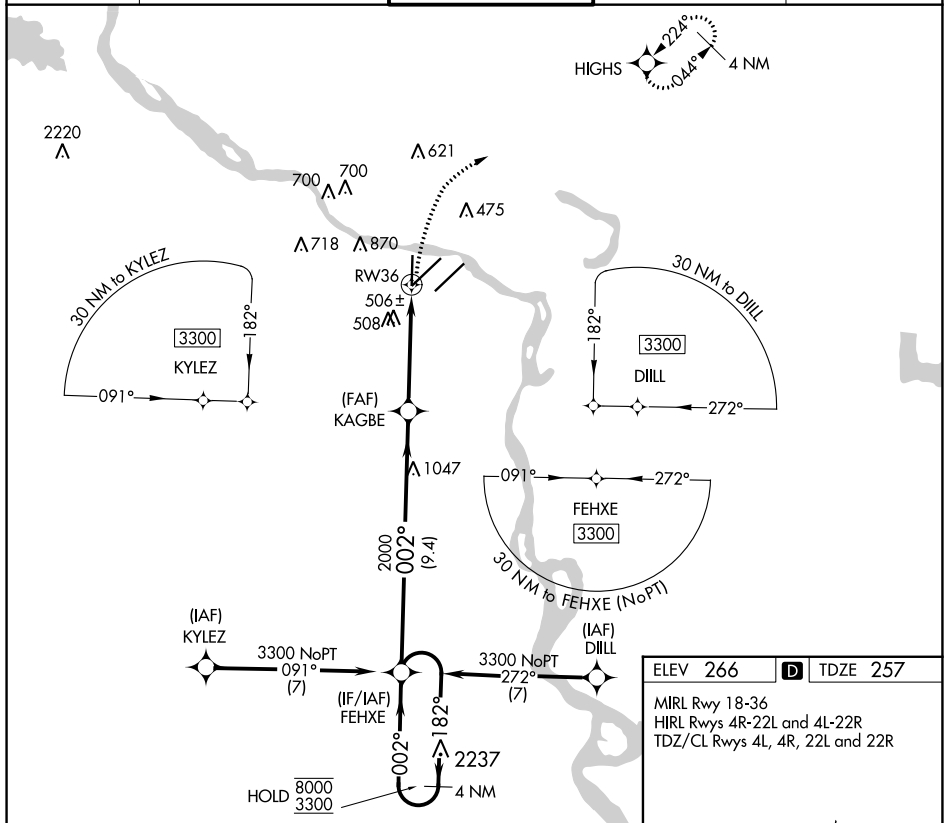 HIGHS
224°
044°
4 NM
2220
621
700
700
475
718
870
RW36
506±
508
30 NM to KYLEZ
182°
3300
KYLEZ
091°
30 NM to DIILL
182°
3300
DIILL
272°
(FAF)
KAGBE
1047
091°
272°
FEHXE
3300
30 NM to FEHXE (NoPT)
2000
002°
(9.4)
(IAF)
KYLEZ
3300 NoPT
091°
(7)
(IF/IAF)
FEHXE
3300 NoPT
272°
(7)
(IAF)
DIILL
002°
182°
2237
HOLD 8000
3300
4 NM
ELEV 266 D TDZE 257
MIRL Rwy 18-36
HIRL Rwys 4R-22L and 4L-22R
TDZ/CL Rwys 4L, 4R, 22L and 22R